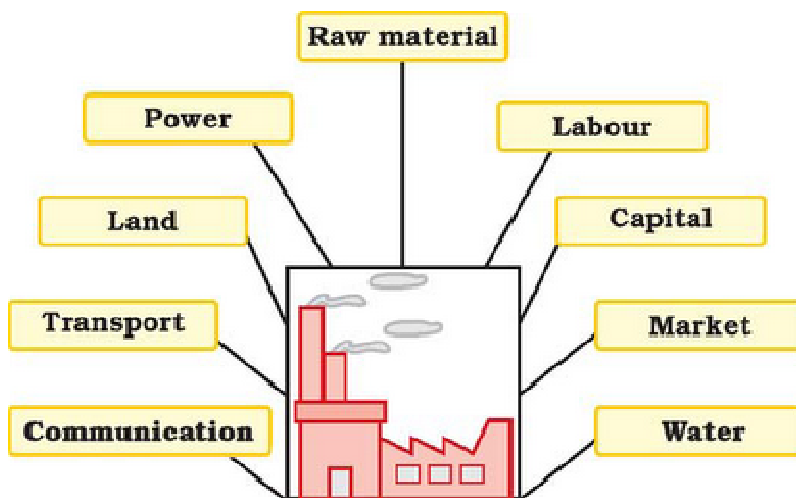 Raw material
Power
Labour
Land
Capital
Transport
Market
Communication
Water